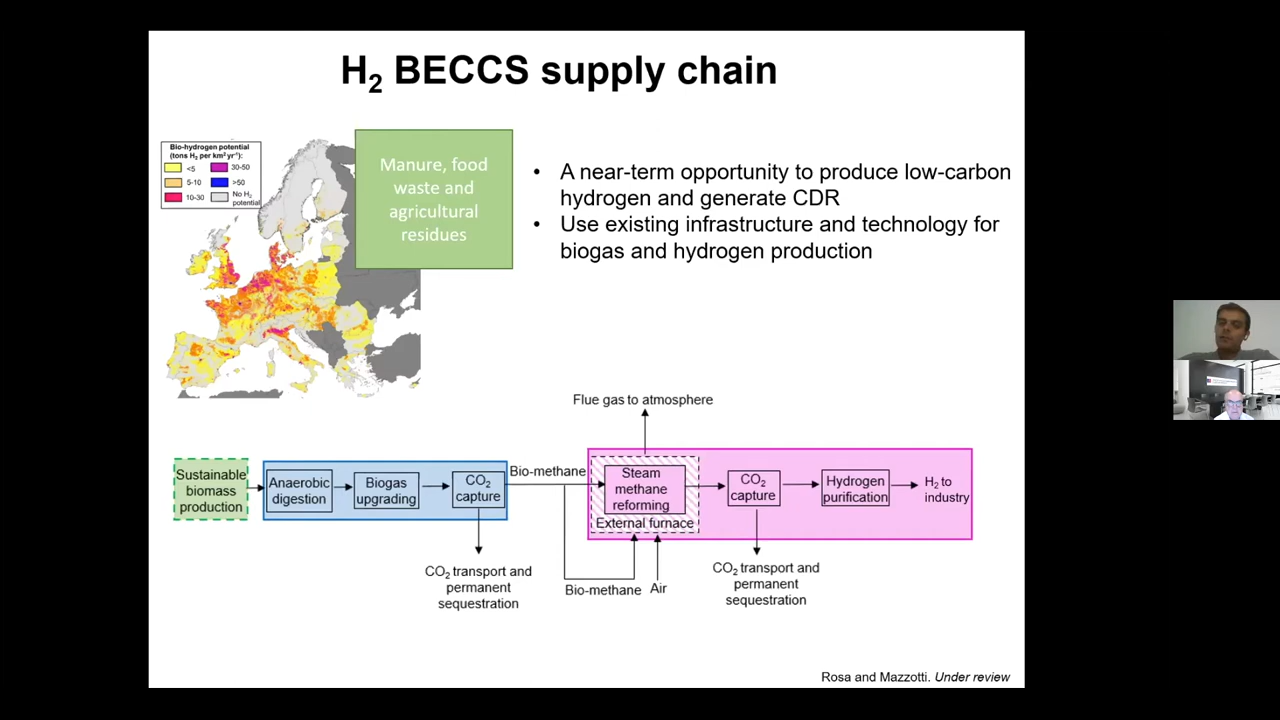 H2 BECCS supply chain
Bio-hydrogen potential
(tons H2 per km2 yr-1)
<5
30-50
5-10
>50
10-30
No H2
potential
Manure, food
waste and
agricultural
residues
• A near-term opportunity to produce low-carbon
hydrogen and generate CDR
• Use existing infrastructure and technology for
biogas and hydrogen production
Flue gas to atmosphere
Sustainable
biomass
production
Anaerobic
digestion
Biogas
upgrading
CO2
capture
Bio-methane
Steam
methane
reforming
External furnace
CO2
capture
Hydrogen
purification
H2 to
industry
CO2 transport and
permanent
sequestration
Bio-methane
Air
CO2 transport and
permanent
sequestration
Rosa and Mazzotti. Under review